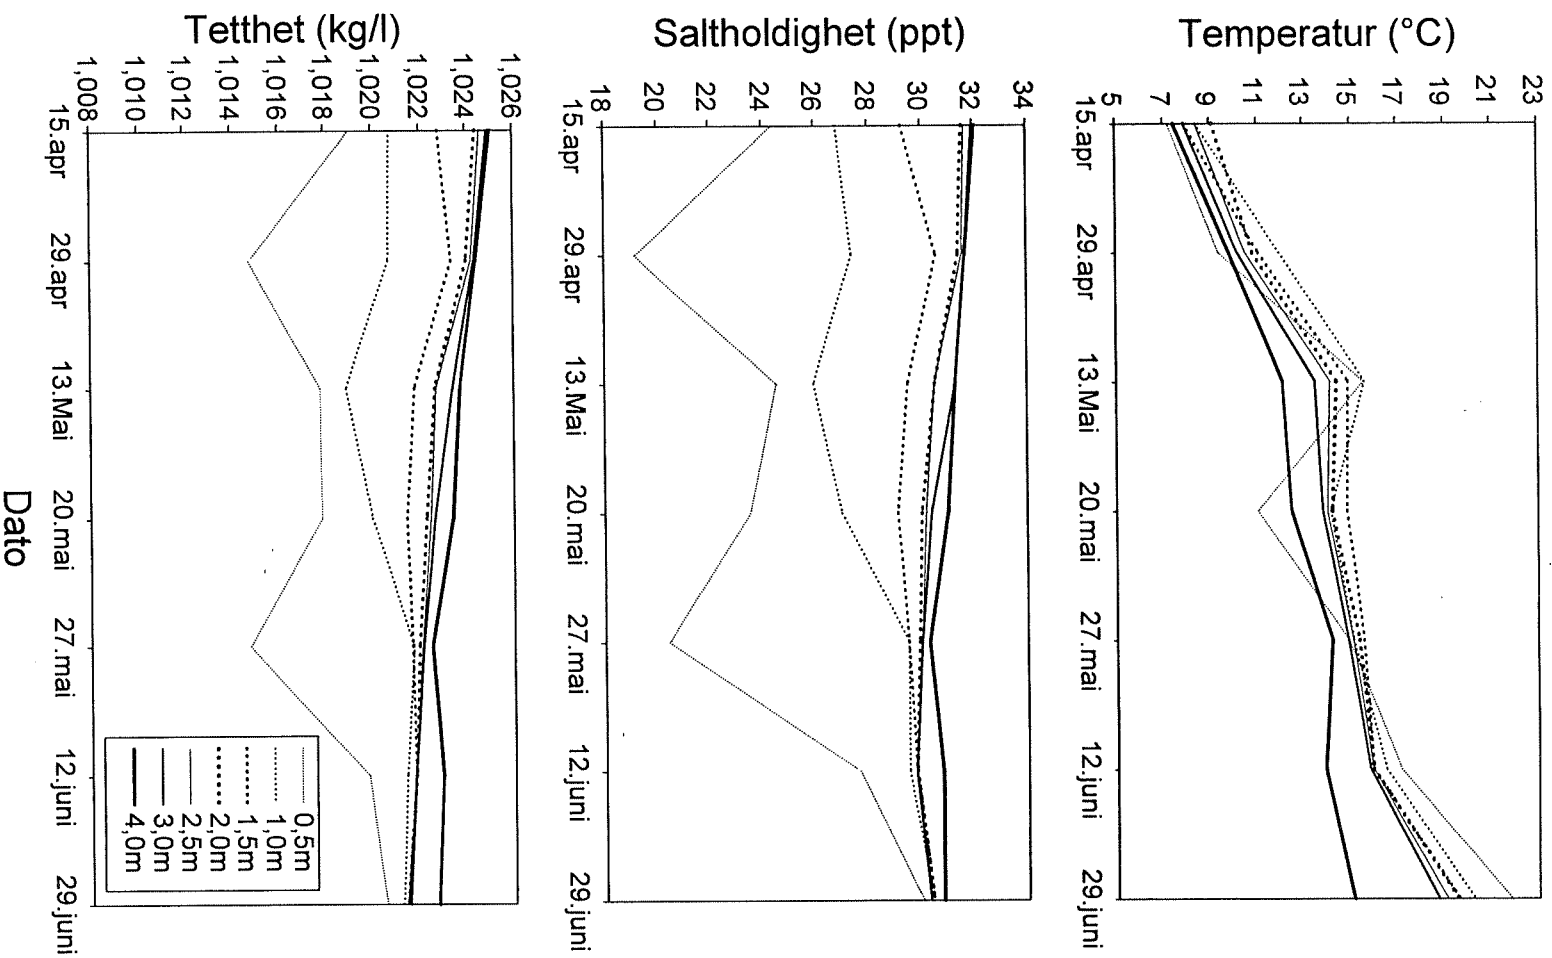 Temperatur (°C)
23
21
19
17
15
13
11
9
7
5
15.apr
29.apr
13.Mai
20.mai
27.mai
12.juni
29.juni
Saltholdighet (ppt)
34
32
30
28
26
24
22
20
18
15.apr
29.apr
13.Mai
20.mai
27.mai
12.juni
29.juni
Tetthet (kg/l)
1,026
1,024
1,022
1,020
1,018
1,016
1,014
1,012
1,010
1,008
15.apr
29.apr
13.Mai
20.mai
27.mai
12.juni
29.juni
0,5m
1,0m
1,5m
2,0m
2,5m
3,0m
4,0m
Dato